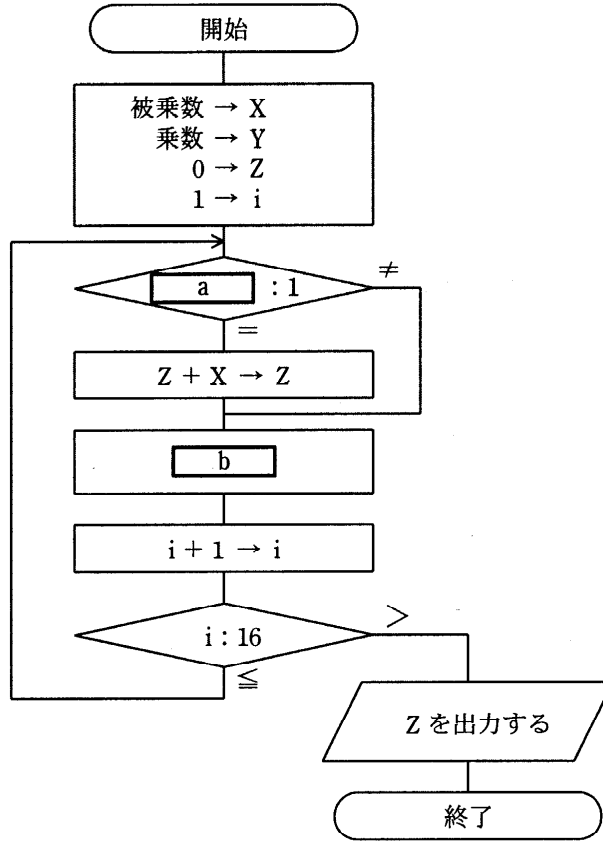 開始
被乗数 → X
乗数 → Y
0 → Z
1 → i
a : 1
≠
=
Z + X → Z
b
i + 1 → i
i : 16
>
≦
Z を出力する
終了